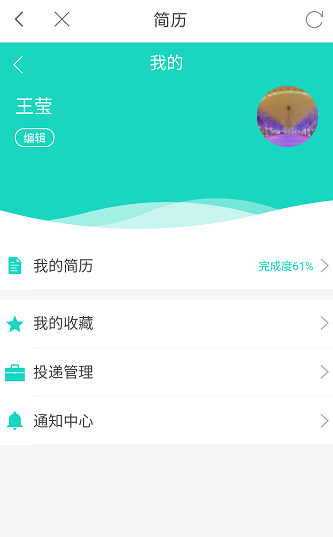 简历
我的
王莹
编辑
我的简历 完成度61%
我的收藏
投递管理
通知中心